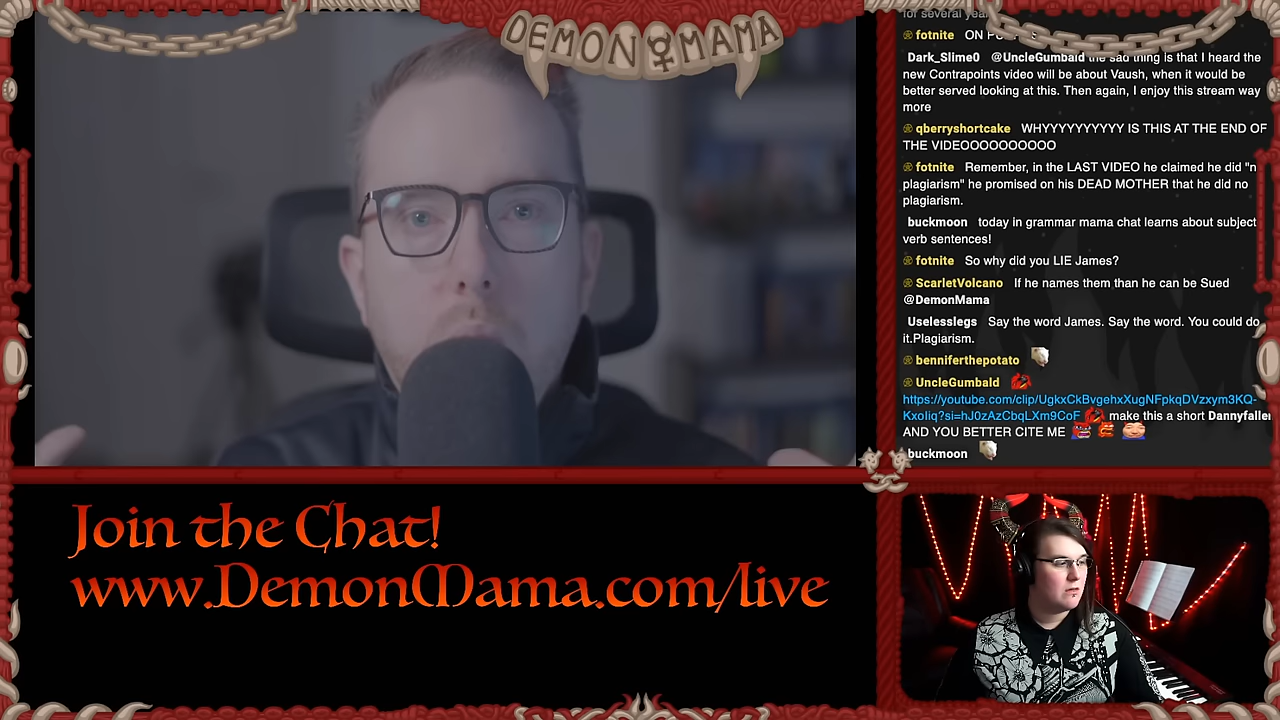 DEMON MAMA
for several year
fotnite ON
Dark_Slime0 @UncleGumbald the sad thing is that I heard the
new Contrapoints video will be about Vaush, when it would be
better served looking at this. Then again, I enjoy this stream way
more
qberryshortcake WHYYYYYYYYYY IS THIS AT THE END OF
THE VIDEOOOOOOOOOO
fotnite Remember, in the LAST VIDEO he claimed he did "n
plagiarism" he promised on his DEAD MOTHER that he did no
plagiarism.
buckmoon today in grammar mama chat learns about subject
verb sentences!
fotnite So why did you LIE James?
ScarletVolcano If he names them than he can be Sued
@DemonMama
Uselesslegs Say the word James. Say the word. You could do
it.Plagiarism.
benniferthepotato
UncleGumbald
https://youtube.com/clip/UgkxCkBvgehxXugNFpkqDVzxym3KQ-
KxoIiq?si=hJ0zAzCbqLXm9CoF make this a short Dannyfaller
AND YOU BETTER CITE ME
buckmoon
Join the Chat!
www.DemonMama.com/live